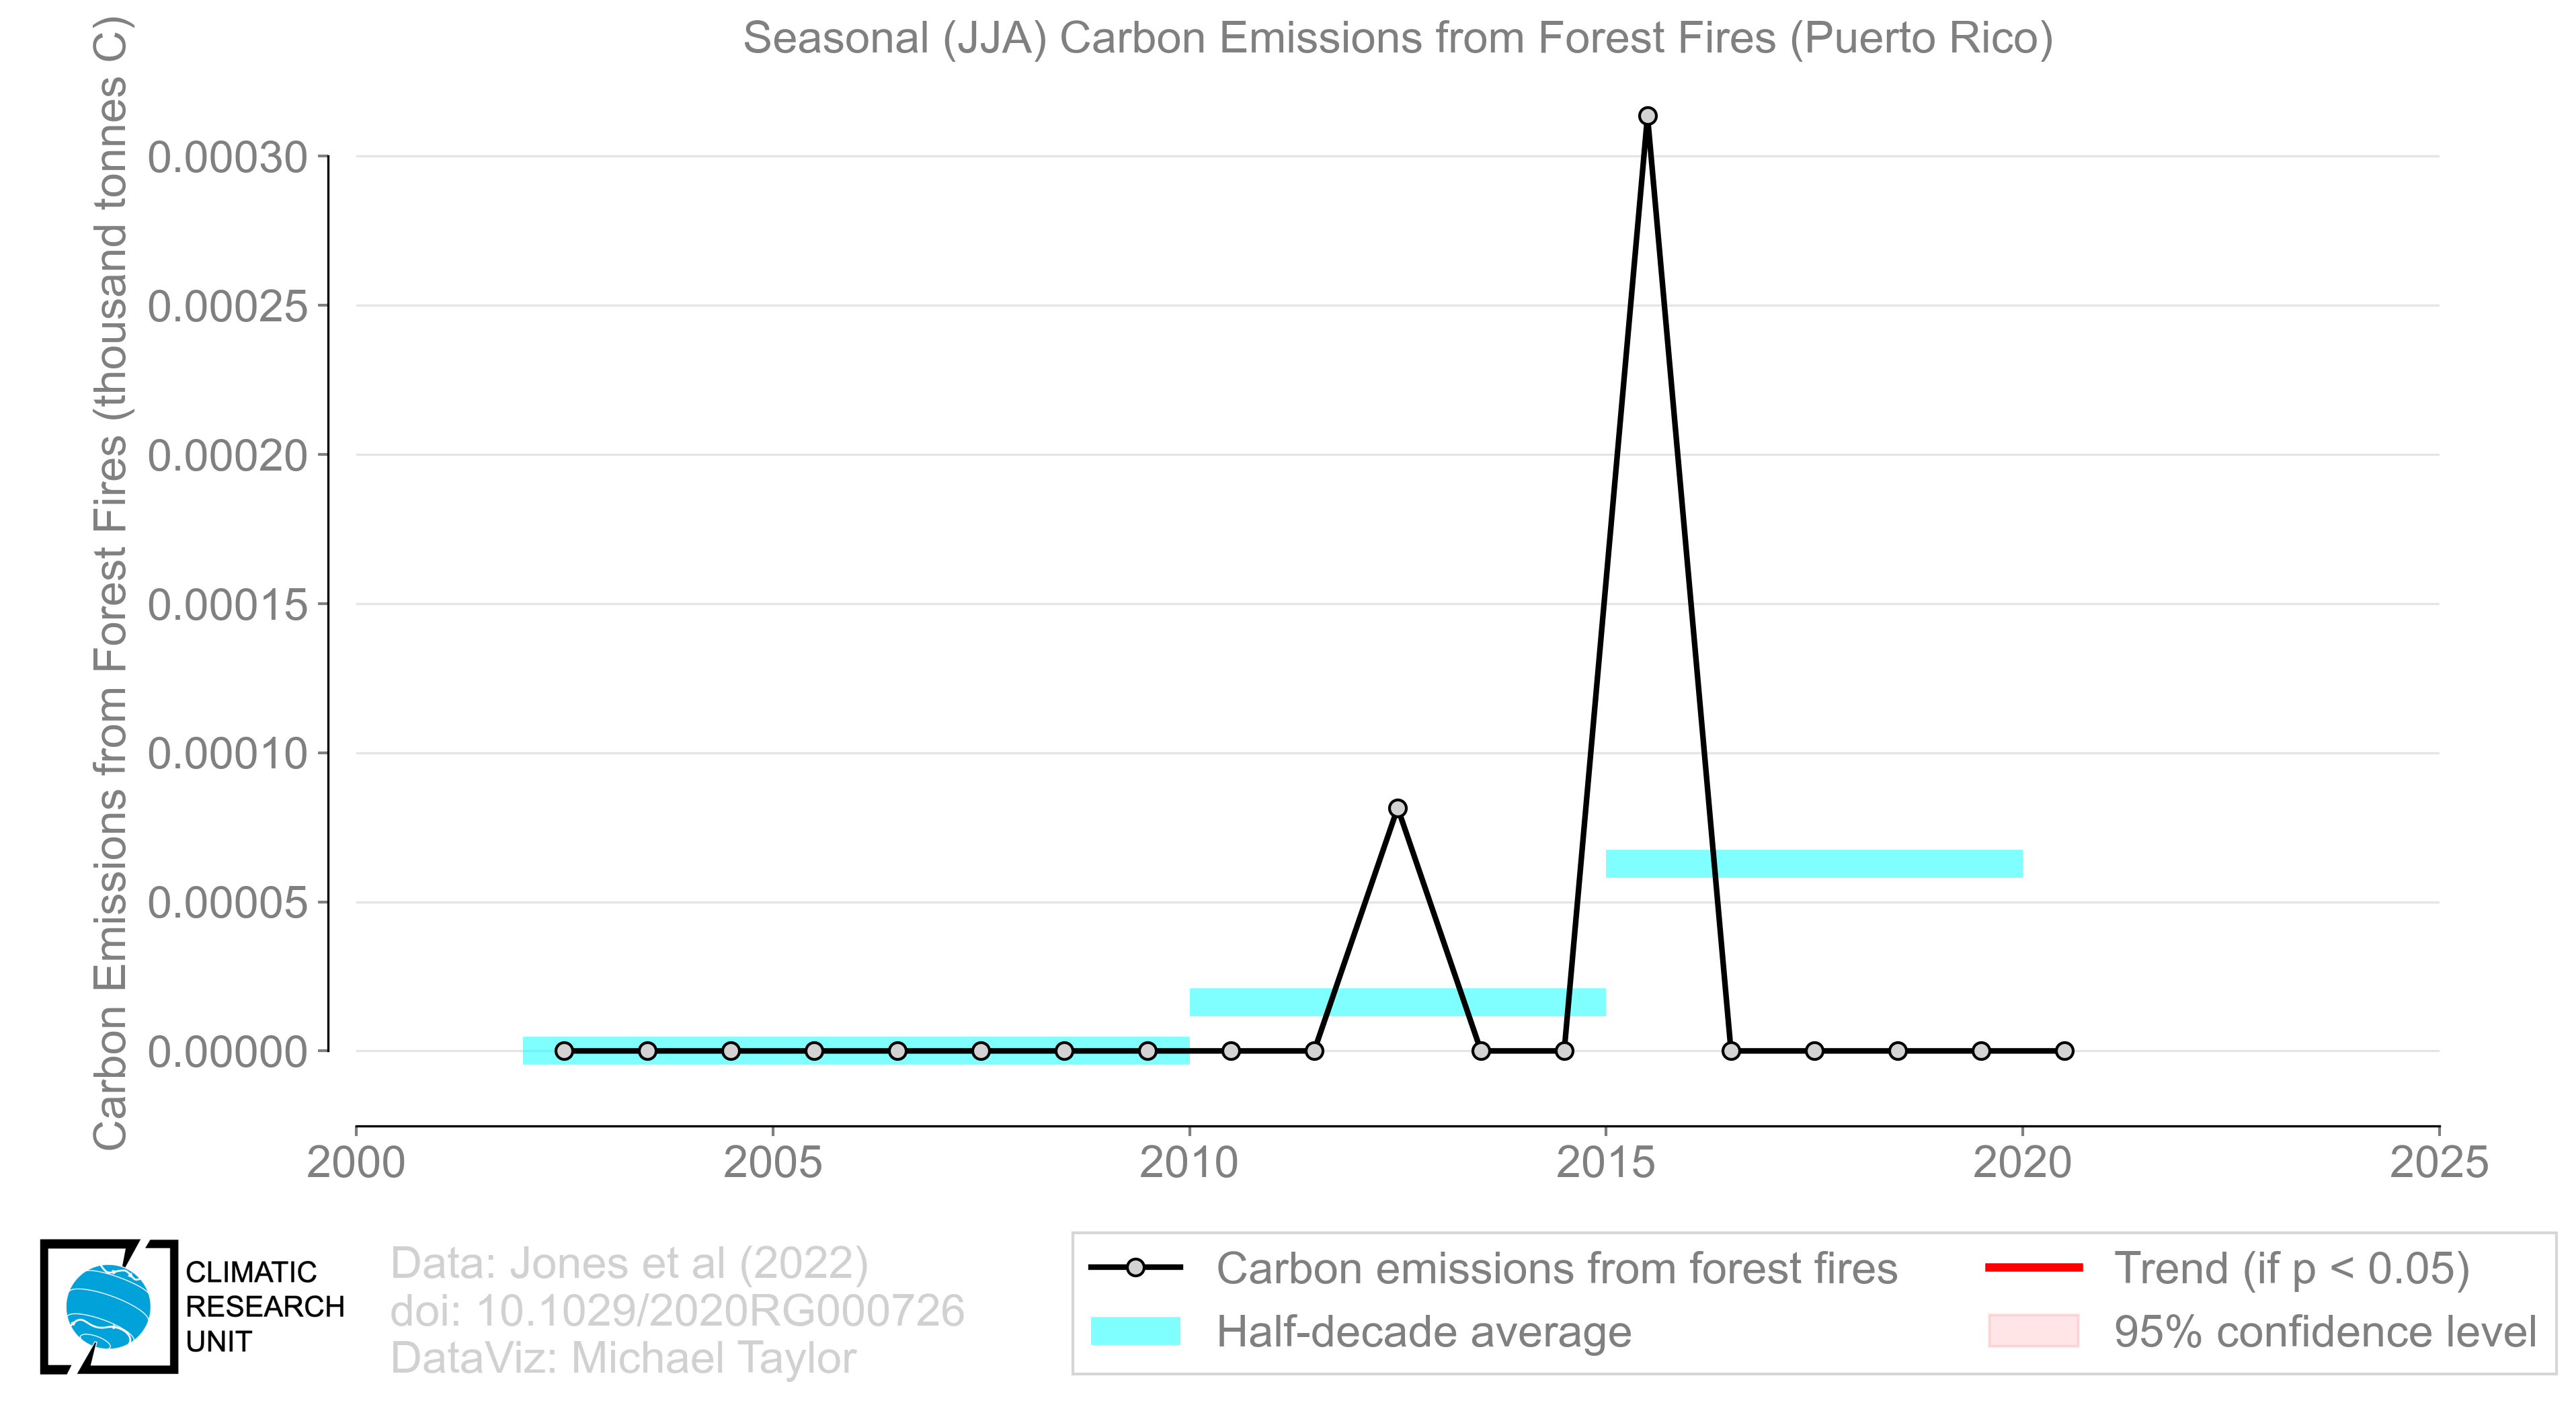 Seasonal (JJA) Carbon Emissions from Forest Fires (Puerto Rico)
Carbon Emissions from Forest Fires (thousand tonnes C)
0.00030
0.00025
0.00020
0.00015
0.00010
0.00005
0.00000
2000 2005 2010 2015 2020 2025
CLIMATIC
RESEARCH
UNIT
Data: Jones et al (2022)
doi: 10.1029/2020RG000726
DataViz: Michael Taylor
Carbon emissions from forest fires
Half-decade average
Trend (if p < 0.05)
95% confidence level